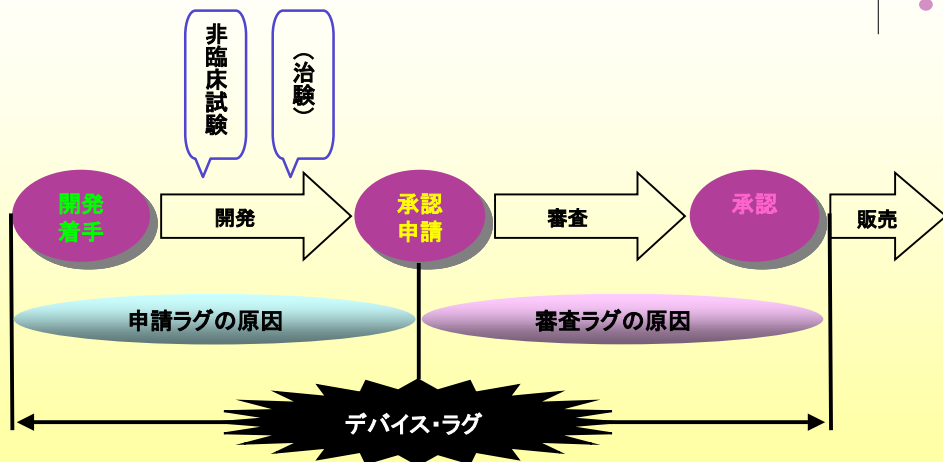 非臨床試験
（治験）
開発
着手
開発
承認
申請
審査
承認
販売
申請ラグの原因
審査ラグの原因
デバイス・ラグ